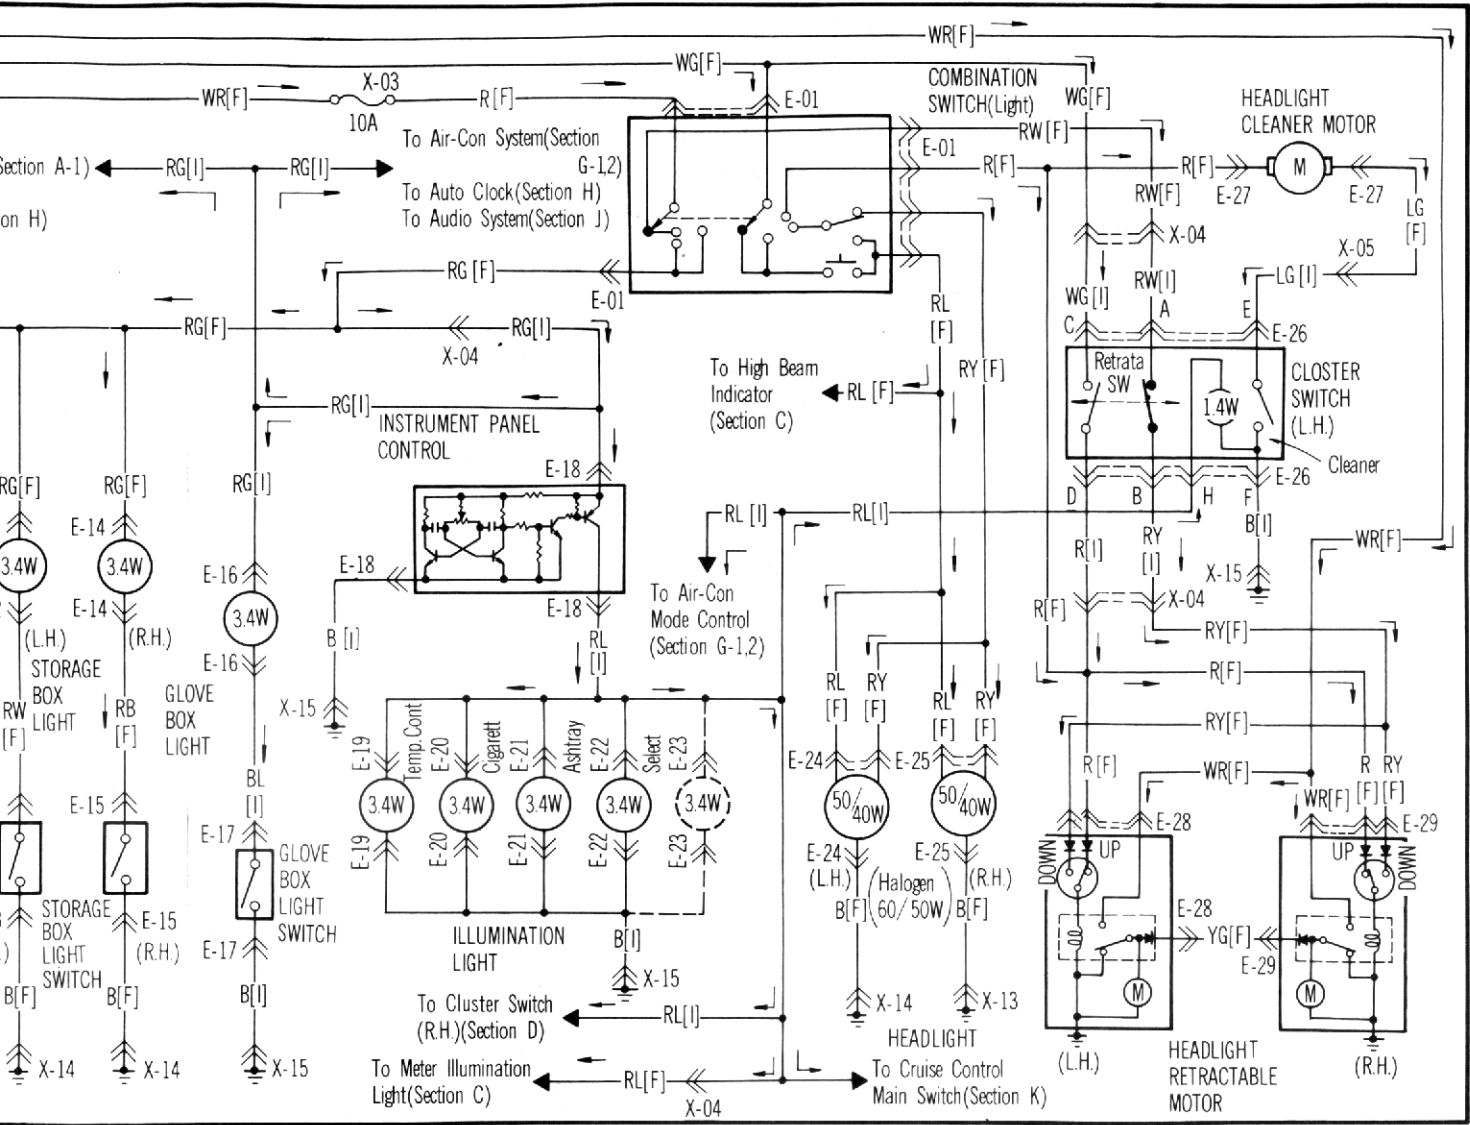 WR[F]
WG[F]
COMBINATION
SWITCH(Light)
WG[F]
HEADLIGHT
CLEANER MOTOR
WR[F]
X-03
10A
R[F]
E-01
To Air-Con System(Section
G-1,2)
To Auto Clock(Section H)
To Audio System(Section J)
Section A-1)
RG[I]
RG[I]
on H)
RW[F]
E-01
R[F]
R[F]
M
E-27
E-27
RW[F]
LG
[F]
X-04
X-05
LG[I]
RG[F]
E-01
WG[I]
RW[I]
C
A
E
E-26
RL
[F]
RG[F]
RG[I]
X-04
RY[F]
Retrata
SW
1.4W
CLOSTER
SWITCH
(L.H.)
Cleaner
To High Beam
Indicator
(Section C)
RL[F]
RG[I]
INSTRUMENT PANEL
CONTROL
E-18
RG[F]
RG[F]
RG[I]
E-14
3.4W
3.4W
E-14
(L.H.)
(R.H.)
STORAGE
BOX
LIGHT
E-16
3.4W
E-16
GLOVE
BOX
LIGHT
E-18
E-18
B[I]
X-15
RL
[I]
D
B
H
F
E-26
RL[I]
RL[I]
To Air-Con
Mode Control
(Section G-1,2)
R[I]
RY
[I]
B[I]
X-15
WR[F]
R[F]
X-04
RY[F]
R[F]
RY[F]
RW
[F]
RB
[F]
BL
[I]
E-19
Temp.Cont
E-20
Cigarett
E-21
Ashtray
E-22
Select
E-23
3.4W
3.4W
3.4W
3.4W
3.4W
E-19
E-20
E-21
E-22
E-23
RL
[F]
RY
[F]
RL
[F]
RY
[F]
E-24
E-25
50/40W
50/40W
E-24
(L.H.)
E-25
(R.H.)
(Halogen
60/50W)
B[F]
B[F]
X-14
X-13
HEADLIGHT
R[F]
WR[F]
WR[F]
R
[F]
RY
[F]
E-28
E-29
DOWN
UP
UP
DOWN
E-28
YG[F]
E-29
M
M
(L.H.)
(R.H.)
HEADLIGHT
RETRACTABLE
MOTOR
E-15
E-17
GLOVE
BOX
LIGHT
SWITCH
STORAGE
BOX
LIGHT
SWITCH
E-15
(R.H.)
E-17
B[F]
B[F]
B[I]
X-14
X-14
X-15
ILLUMINATION
LIGHT
B[I]
X-15
To Cluster Switch
(R.H.)(Section D)
RL[I]
To Meter Illumination
Light(Section C)
RL[F]
X-04
To Cruise Control
Main Switch(Section K)